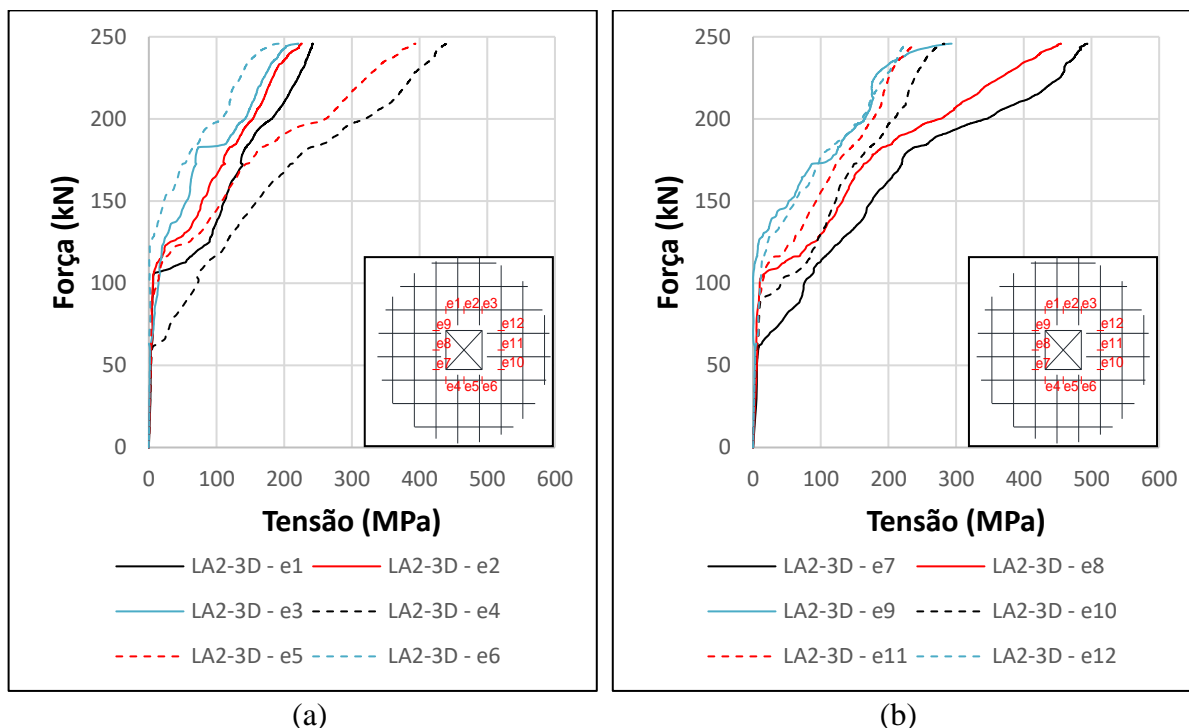 250
200
150
100
50
0
Força (kN)
0 100 200 300 400 500 600
Tensão (MPa)
e1 e2 e3
e9 e12
e8 e11
e7 e10
e4 e5 e6
LA2-3D - e1 LA2-3D - e2
LA2-3D - e3 LA2-3D - e4
LA2-3D - e5 LA2-3D - e6
(a)
250
200
150
100
50
0
Força (kN)
0 100 200 300 400 500 600
Tensão (MPa)
e1 e2 e3
e9 e12
e8 e11
e7 e10
e4 e5 e6
LA2-3D - e7 LA2-3D - e8
LA2-3D - e9 LA2-3D - e10
LA2-3D - e11 LA2-3D - e12
(b)